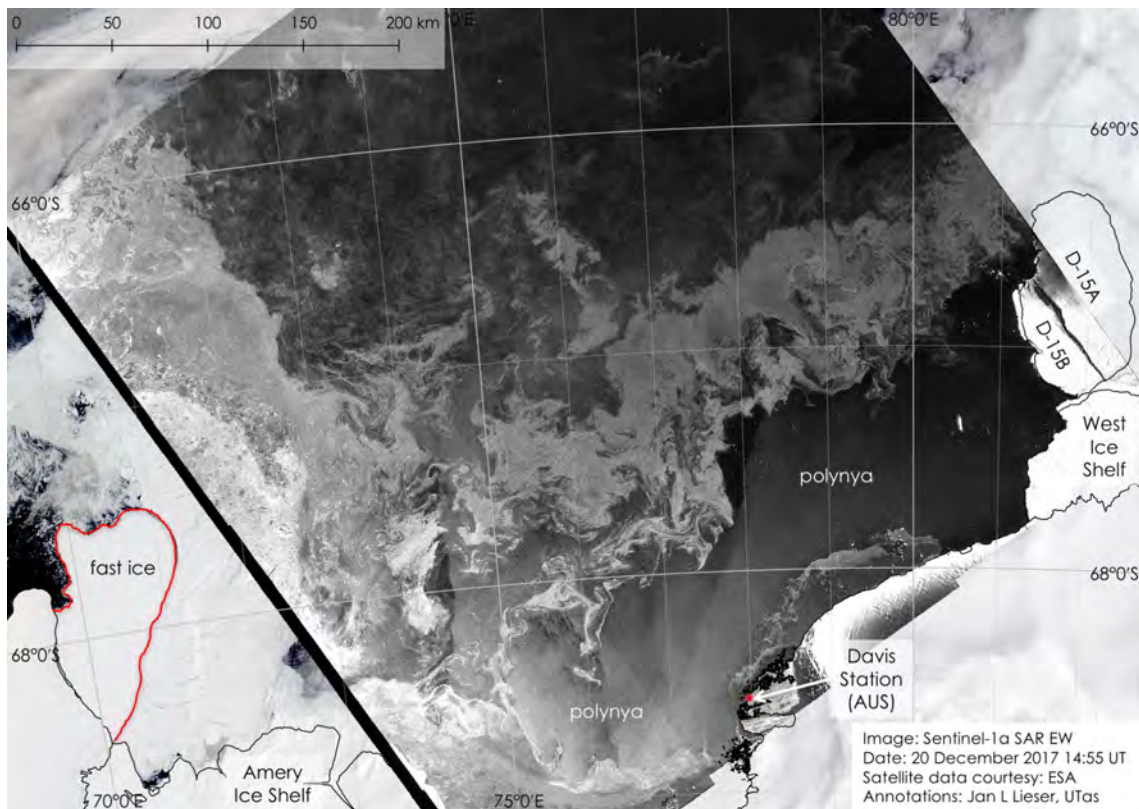 0 50 100 150 200 km
0°E
80°0'E
66°0'S
66°0'S
D-15A
D-15B
West
Ice
Shelf
polynya
fast ice
68°0'S
68°0'S
Davis
Station
(AUS)
polynya
Amery
Ice Shelf
70°0'E
75°0'E
Image: Sentinel-1a SAR EW
Date: 20 December 2017 14:55 UT
Satellite data courtesy: ESA
Annotations: Jan L Lieser, UTas